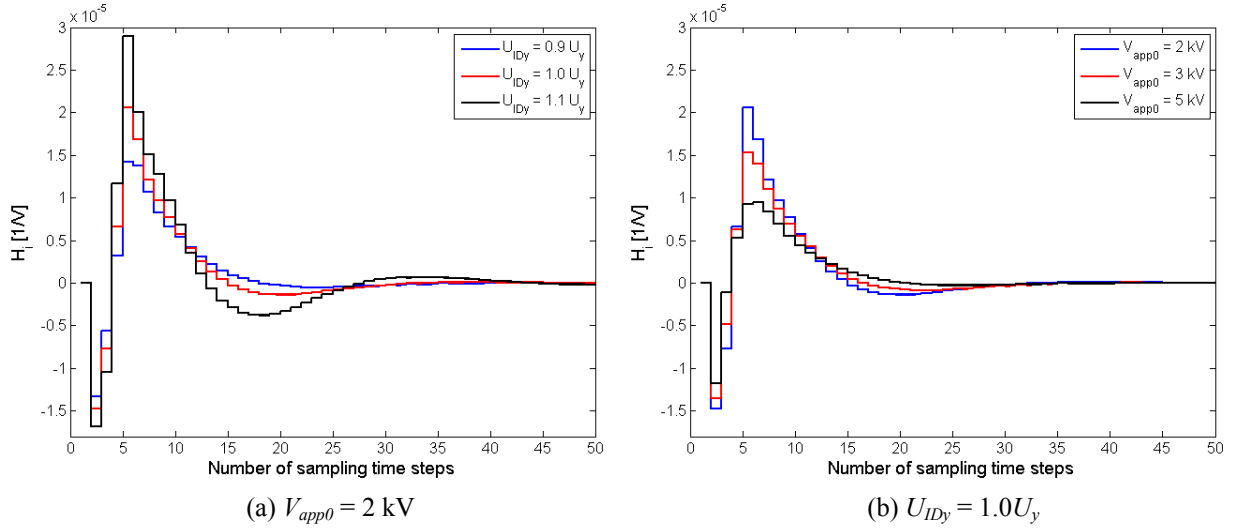 x 10⁻⁵
3
2.5
2
1.5
1
0.5
0
-0.5
-1
-1.5
H_i [1/V]
0 5 10 15 20 25 30 35 40 45 50
Number of sampling time steps
U_IDy = 0.9 U_y
U_IDy = 1.0 U_y
U_IDy = 1.1 U_y
(a) V_app0 = 2 kV
x 10⁻⁵
3
2.5
2
1.5
1
0.5
0
-0.5
-1
-1.5
H_i [1/V]
0 5 10 15 20 25 30 35 40 45 50
Number of sampling time steps
V_app0 = 2 kV
V_app0 = 3 kV
V_app0 = 5 kV
(b) U_IDy = 1.0U_y